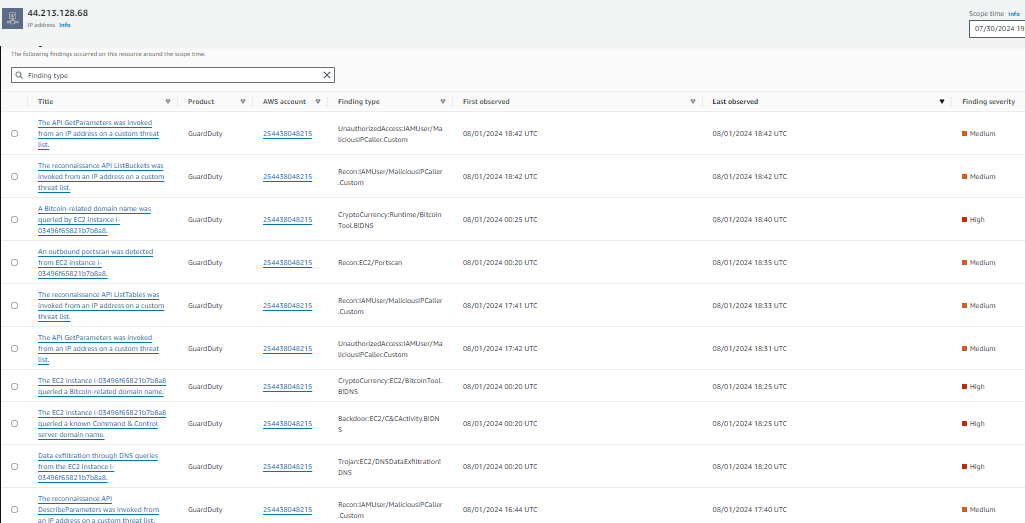 44.213.128.68
IP address Info
Scope time Info
07/30/2024 19
The following findings occurred on this resource around the scope time.
Finding type
Title Product AWS account Finding type First observed Last observed Finding severity
The API GetParameters was invoked
from an IP address on a custom threat
list.
GuardDuty
254438048215
UnauthorizedAccess:IAMUser/Ma
liciousIPCaller.Custom
08/01/2024 18:42 UTC
08/01/2024 18:42 UTC
Medium
The reconnaissance API ListBuckets was
invoked from an IP address on a custom
threat list.
GuardDuty
254438048215
Recon:IAMUser/MaliciousIPCaller
.Custom
08/01/2024 18:42 UTC
08/01/2024 18:42 UTC
Medium
A Bitcoin-related domain name was
queried by EC2 instance i-
03496f65821b7b8a8.
GuardDuty
254438048215
CryptoCurrency:Runtime/Bitcoin
Tool.B!DNS
08/01/2024 00:25 UTC
08/01/2024 18:40 UTC
High
An outbound portscan was detected
from EC2 instance i-
03496f65821b7b8a8.
GuardDuty
254438048215
Recon:EC2/Portscan
08/01/2024 00:20 UTC
08/01/2024 18:35 UTC
Medium
The reconnaissance API ListTables was
invoked from an IP address on a custom
threat list.
GuardDuty
254438048215
Recon:IAMUser/MaliciousIPCaller
.Custom
08/01/2024 17:41 UTC
08/01/2024 18:33 UTC
Medium
The API GetParameters was invoked
from an IP address on a custom threat
list.
GuardDuty
254438048215
UnauthorizedAccess:IAMUser/Ma
liciousIPCaller.Custom
08/01/2024 17:42 UTC
08/01/2024 18:31 UTC
Medium
The EC2 instance i-03496f65821b7b8a8
queried a Bitcoin-related domain name.
GuardDuty
254438048215
CryptoCurrency:EC2/BitcoinTool.
B!DNS
08/01/2024 00:20 UTC
08/01/2024 18:25 UTC
High
The EC2 instance i-03496f65821b7b8a8
queried a known Command & Control
server domain name.
GuardDuty
254438048215
Backdoor:EC2/C&CActivity.B!DN
S
08/01/2024 00:20 UTC
08/01/2024 18:25 UTC
High
Data exfiltration through DNS queries
from the EC2 instance i-
03496f65821b7b8a8.
GuardDuty
254438048215
Trojan:EC2/DNSDataExfiltration!
DNS
08/01/2024 00:20 UTC
08/01/2024 18:20 UTC
High
The reconnaissance API
DescribeParameters was invoked from
an IP address on a custom threat list.
GuardDuty
254438048215
Recon:IAMUser/MaliciousIPCaller
.Custom
08/01/2024 16:44 UTC
08/01/2024 17:40 UTC
Medium